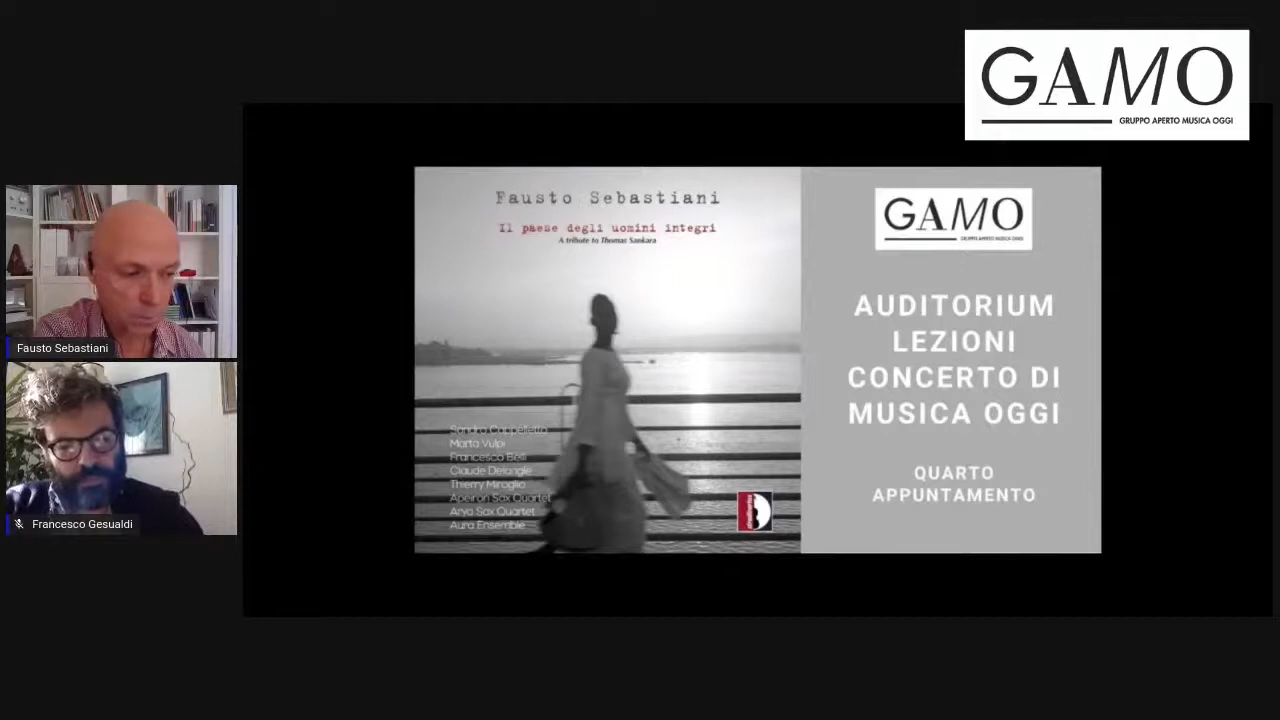 GAMO
GRUPPO APERTO MUSICA OGGI
Fausto Sebastiani
Il paese degli uomini integri
A tribute to Thomas Sankara
Sandro Cappelletto
Marta Vulpi
Francesco Belli
Claude Delangle
Thierry Miroglio
Apeiron Sax Quartet
Arya Sax Quartet
Aura Ensemble
GAMO
GRUPPO APERTO MUSICA OGGI
AUDITORIUM
LEZIONI
CONCERTO DI
MUSICA OGGI
QUARTO
APPUNTAMENTO
Fausto Sebastiani
Francesco Gesualdi